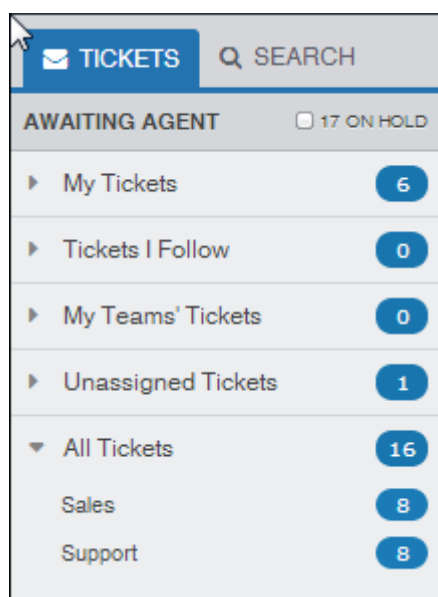 TICKETS SEARCH
AWAITING AGENT 17 ON HOLD
My Tickets 6
Tickets I Follow 0
My Teams' Tickets 0
Unassigned Tickets 1
All Tickets 16
Sales 8
Support 8